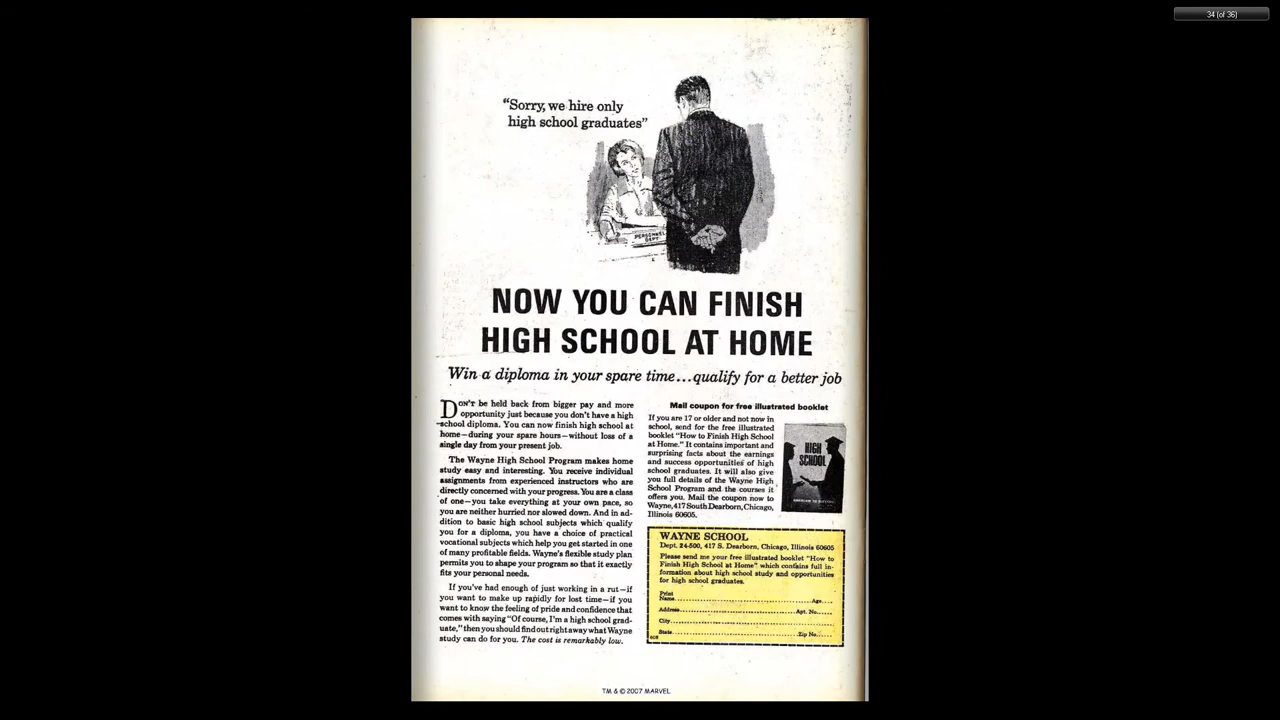 34 (of 36)
"Sorry, we hire only
high school graduates"
PERSONNEL
DEPT.
NOW YOU CAN FINISH
HIGH SCHOOL AT HOME
Win a diploma in your spare time...qualify for a better job
DON'T be held back from bigger pay and more
opportunity just because you don't have a high
school diploma. You can now finish high school at
home—during your spare hours—without loss of a
single day from your present job.
The Wayne High School Program makes home
study easy and interesting. You receive individual
assignments from experienced instructors who are
directly concerned with your progress. You are a class
of one—you take everything at your own pace, so
you are neither hurried nor slowed down. And in ad-
dition to basic high school subjects which qualify
you for a diploma, you have a choice of practical
vocational subjects which help you get started in one
of many profitable fields. Wayne's flexible study plan
permits you to shape your program so that it exactly
fits your personal needs.
If you've had enough of just working in a rut—if
you want to make up rapidly for lost time—if you
want to know the feeling of pride and confidence that
comes with saying "Of course, I'm a high school grad-
uate," then you should find out right away what Wayne
study can do for you. The cost is remarkably low.
Mail coupon for free illustrated booklet
If you are 17 or older and not now in
school, send for the free illustrated
booklet "How to Finish High School
at Home." It contains important and
surprising facts about the earnings
and success opportunities of high
school graduates. It will also give
you full details of the Wayne High
School Program and the courses it
offers you. Mail the coupon now to
Wayne, 417 South Dearborn, Chicago,
Illinois 60605.
HIGH
SCHOOL
WAYNE SCHOOL
Dept. 24-500, 417 S. Dearborn, Chicago, Illinois 60605
Please send me your free illustrated booklet "How to
Finish High School at Home" which contains full in-
formation about high school study and opportunities
for high school graduates.
Print
Name Age
Address Apt. No.
City
State Zip No.
TM & © 2007 MARVEL